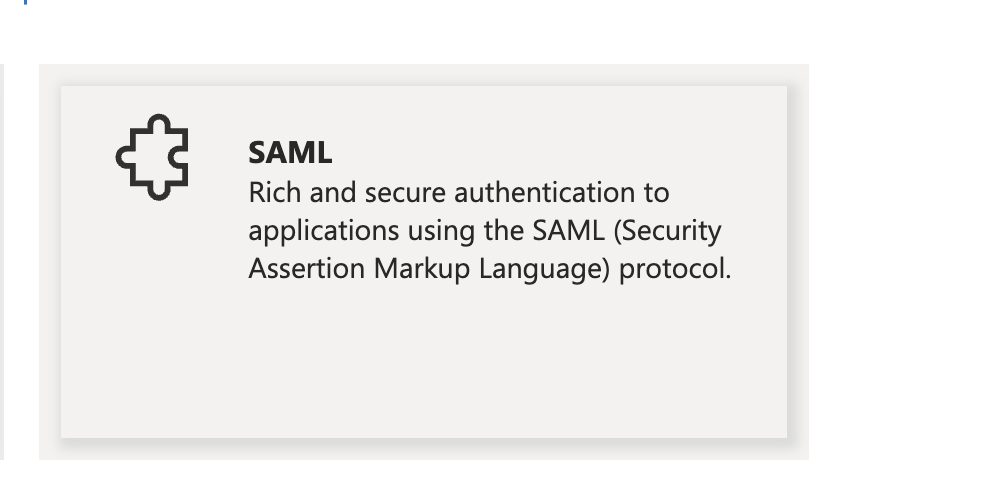 SAML
Rich and secure authentication to
applications using the SAML (Security
Assertion Markup Language) protocol.